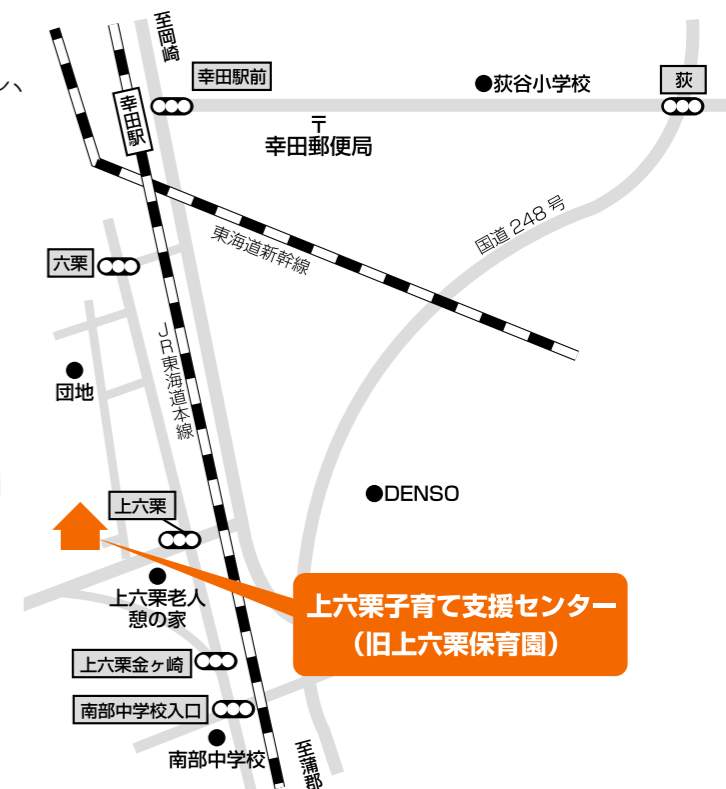 至岡崎
ン、
幸田駅前
荻谷小学校
荻
幸田駅
〒
幸田郵便局
国道248号
東海道新幹線
六栗
JR東海道本線
団地
DENSO
上六栗
上六栗老人
憩の家
上六栗子育て支援センター
（旧上六栗保育園）
上六栗金ヶ崎
南部中学校入口
南部中学校
至蒲郡